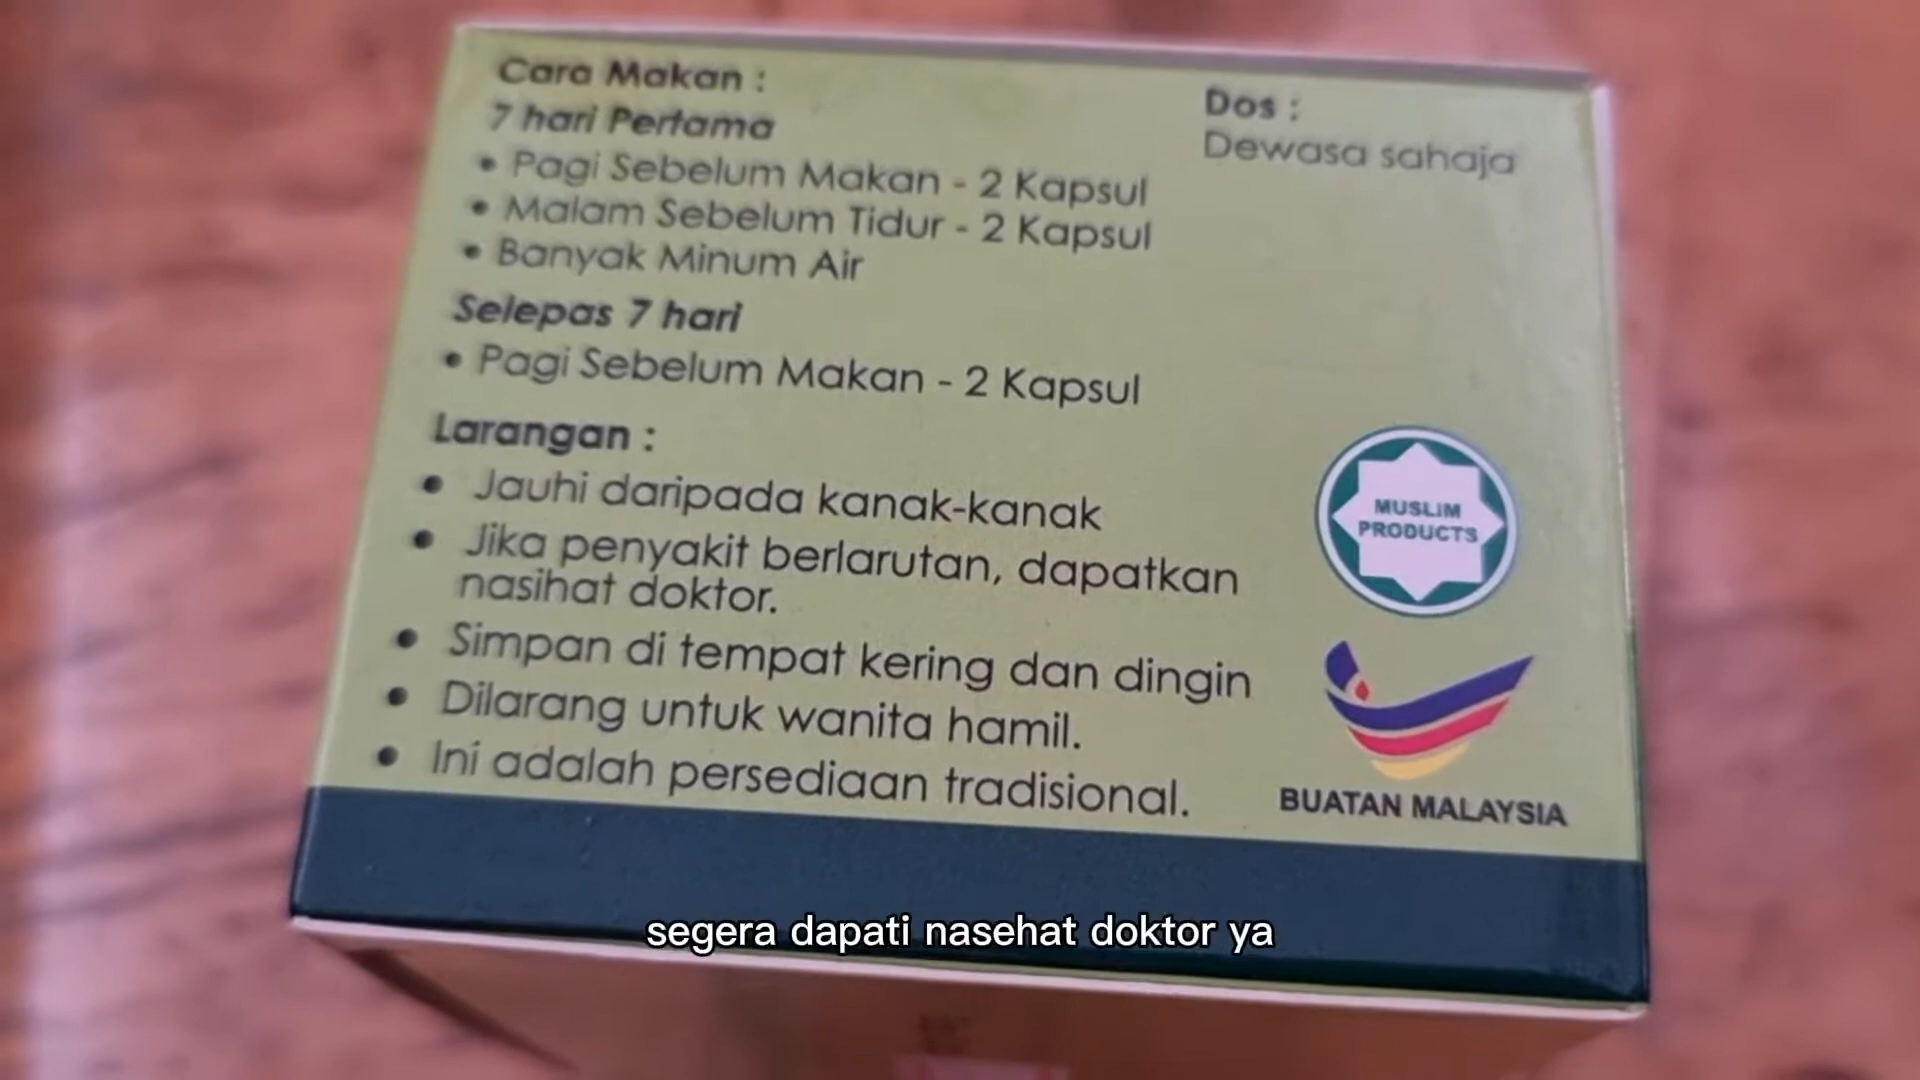 Cara Makan :
7 hari Pertama
• Pagi Sebelum Makan - 2 Kapsul
• Malam Sebelum Tidur - 2 Kapsul
• Banyak Minum Air
Selepas 7 hari
• Pagi Sebelum Makan - 2 Kapsul
Larangan :
• Jauhi daripada kanak-kanak
• Jika penyakit berlarutan, dapatkan
nasihat doktor.
• Simpan di tempat kering dan dingin
• Dilarang untuk wanita hamil.
• Ini adalah persediaan tradisional.
Dos :
Dewasa sahaja
MUSLIM
PRODUCTS
BUATAN MALAYSIA
segera dapati nasehat doktor ya